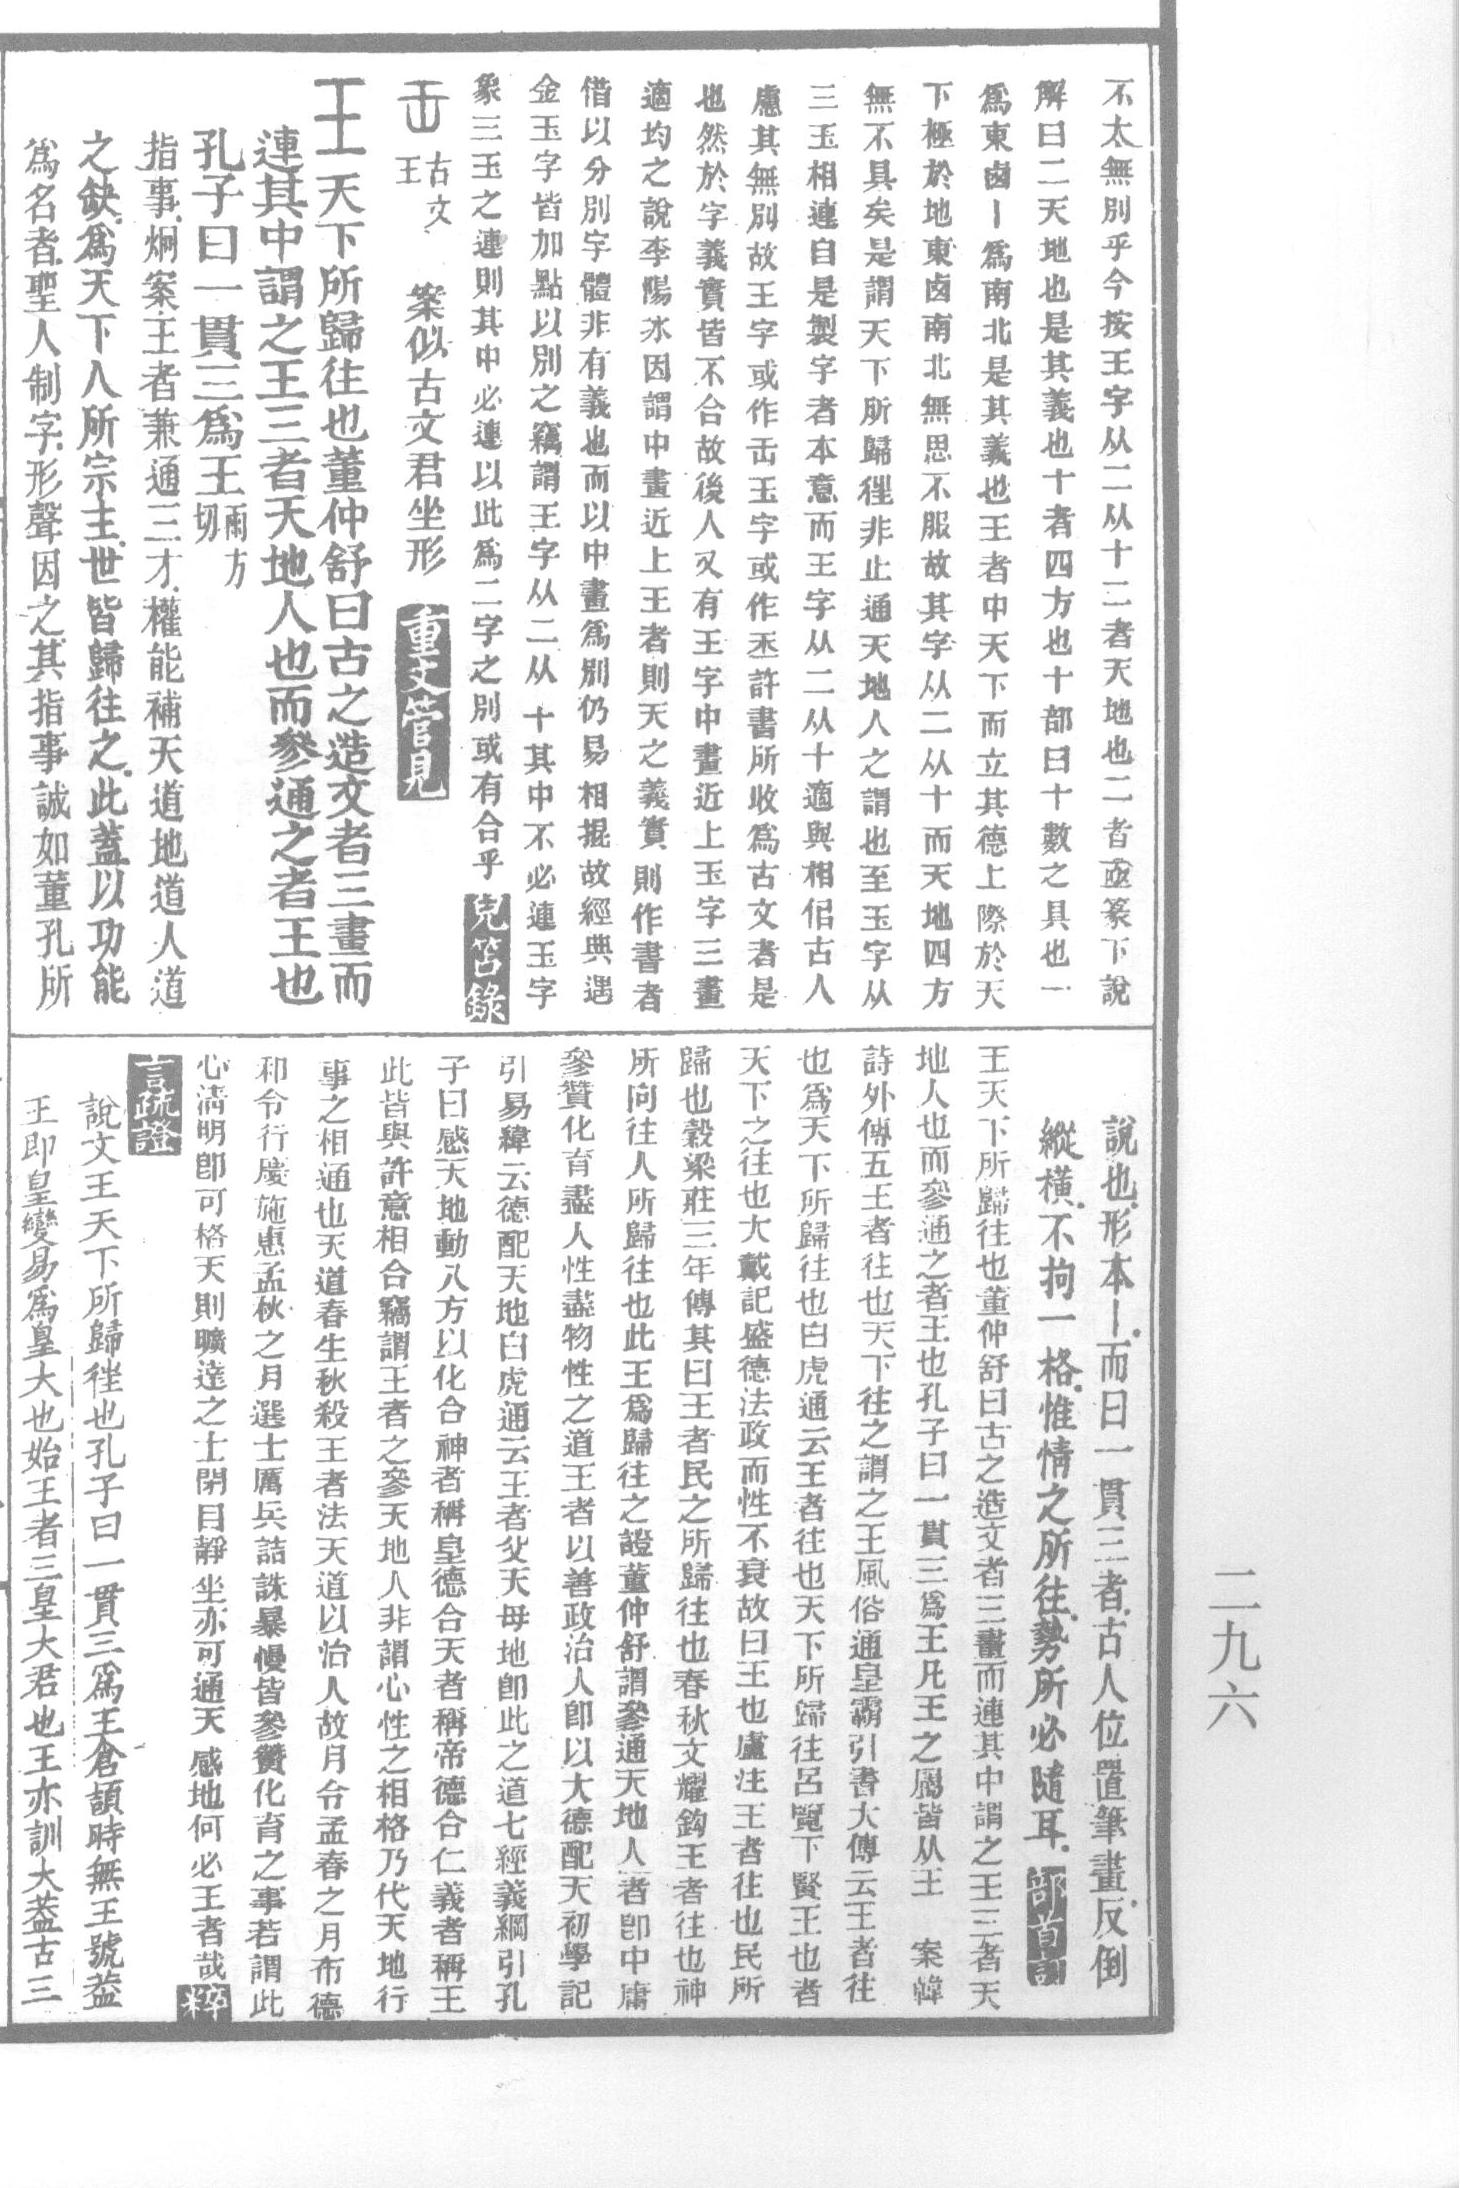 不太無別乎今按王字从二从十二者天地也二者𠄞篆下說
解曰二天地也是其義也十者四方也十部曰十數之具也一
爲東㢴丨爲南北是其義也王者中天下而立其德上際於天
下極於地東㢴南北無思不服故其字从二从十而天地四方
無不具矣是謂天下所歸徃非止通天地人之謂也至玉字从
三玉相連自是製字者本意而王字从二从十適與相侣古人
慮其無別故王字或作𠙻玉字或作𤣪許書所收爲古文者是
也然於字義實皆不合故後人又有王字中畫近上玉字三畫
適均之說李陽冰因謂中畫近上王者則天之義實則作書者
借以分別字體非有義也而以中畫爲別仍易相掍故經典遇
金玉字皆加點以別之竊謂王字从二从十其中不必連玉字
象三玉之連則其中必連以此爲二字之別或有合乎 兒笘錄
𠙻 古文王 案似古文君坐形 重文管見
王天下所歸往也董仲舒曰古之造文者三畫而
連其中謂之王三者天地人也而參通之者王也
孔子曰一貫三爲王 雨方切
指事.烱案.王者兼通三才.權能補天道地道人道
之缺.爲天下人所宗主.世皆歸往之.此蓋以功能
爲名者.聖人制字.形聲因之.其指事誠如董孔所
說也.形本丨.而曰一貫三者.古人位置筆畫.反倒
縱橫.不拘一格.惟情之所往.勢所必隨耳. 部首訓
王天下所歸往也董仲舒曰古之造文者三畫而連其中謂之王三者天
地人也而參通之者王也孔子曰一貫三爲王凡王之屬皆从王 案韓
詩外傳五王者往也天下往之謂之王風俗通皇霸引書大傳云王者往
也爲天下所歸往也白虎通云王者往也天下所歸往呂覽下賢王也者
天下之往也大戴記盛德法政而性不衰故曰王也盧注王者往也民所
歸也穀梁莊三年傳其曰王者民之所歸往也春秋文耀鈎王者往也神
所向往人所歸往也此王爲歸往之證董仲舒謂參通天地人者卽中庸
參贊化育盡人性盡物性之道王者以善政治人卽以大德配天初學記
引易緯云德配天地白虎通云王者父天母地卽此之道七經義綱引孔
子曰感天地動八方以化合神者稱皇德合天者稱帝德合仁義者稱王
此皆與許意相合竊謂王者之參天地人非謂心性之相格乃代天地行
事之相通也天道春生秋殺王者法天道以治人故月令孟春之月布德
和令行慶施惠孟秋之月選士厲兵詰誅暴慢皆參贊化育之事若謂此
心淸明卽可格天則曠達之士閉目靜坐亦可通天感地何必王者哉 粹
言疏證
說文王天下所歸徃也孔子曰一貫三爲王倉頡時無王號葢
王即皇變易爲皇大也始王者三皇大君也王亦訓大葢古三
二九六